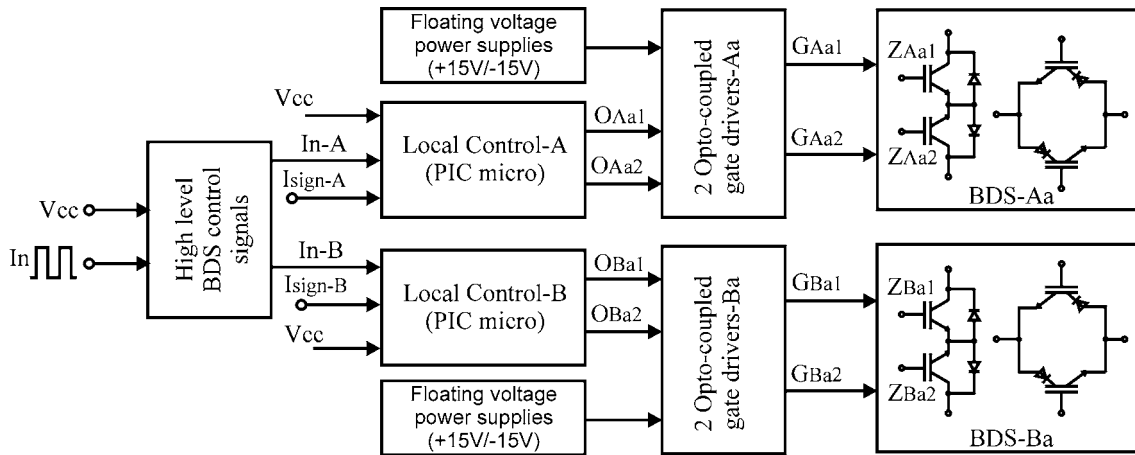 Floating voltage
power supplies
(+15V/-15V)
Vcc
In-A
Isign-A
Local Control-A
(PIC micro)
OAa1
OAa2
2 Opto-coupled
gate drivers-Aa
GAa1
GAa2
ZAa1
ZAa2
BDS-Aa
Vcc
In
High level
BDS control
signals
In-B
Isign-B
Vcc
Local Control-B
(PIC micro)
OBa1
OBa2
2 Opto-coupled
gate drivers-Ba
GBa1
GBa2
ZBa1
ZBa2
BDS-Ba
Floating voltage
power supplies
(+15V/-15V)